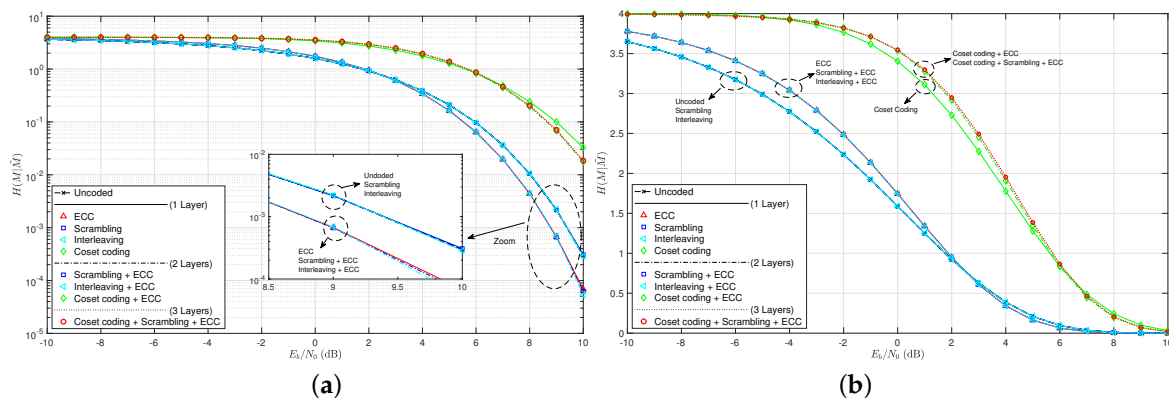 10^1
10^0
10^-1
10^-2
10^-3
10^-4
10^-5
H(M|M̃)
-10 -8 -6 -4 -2 0 2 4 6 8 10
E_b/N_0 (dB)
Uncoded
(1 Layer)
ECC
Scrambling
Interleaving
Coset coding
(2 Layers)
Scrambling + ECC
Interleaving + ECC
Coset coding + ECC
(3 Layers)
Coset coding + Scrambling + ECC
10^-2
10^-3
10^-4
8.5 9 9.5 10
Uncoded
Scrambling
Interleaving
ECC
Scrambling + ECC
Interleaving + ECC
Zoom
(a)
4
3.5
3
2.5
2
1.5
1
0.5
0
H(M|M̃)
-10 -8 -6 -4 -2 0 2 4 6 8 10
E_b/N_0 (dB)
Coset coding + ECC
Coset coding + Scrambling + ECC
ECC
Scrambling + ECC
Interleaving + ECC
Uncoded
Scrambling
Interleaving
Coset Coding
Uncoded
(1 Layer)
ECC
Scrambling
Interleaving
Coset coding
(2 Layers)
Scrambling + ECC
Interleaving + ECC
Coset coding + ECC
(3 Layers)
Coset coding + Scrambling + ECC
(b)